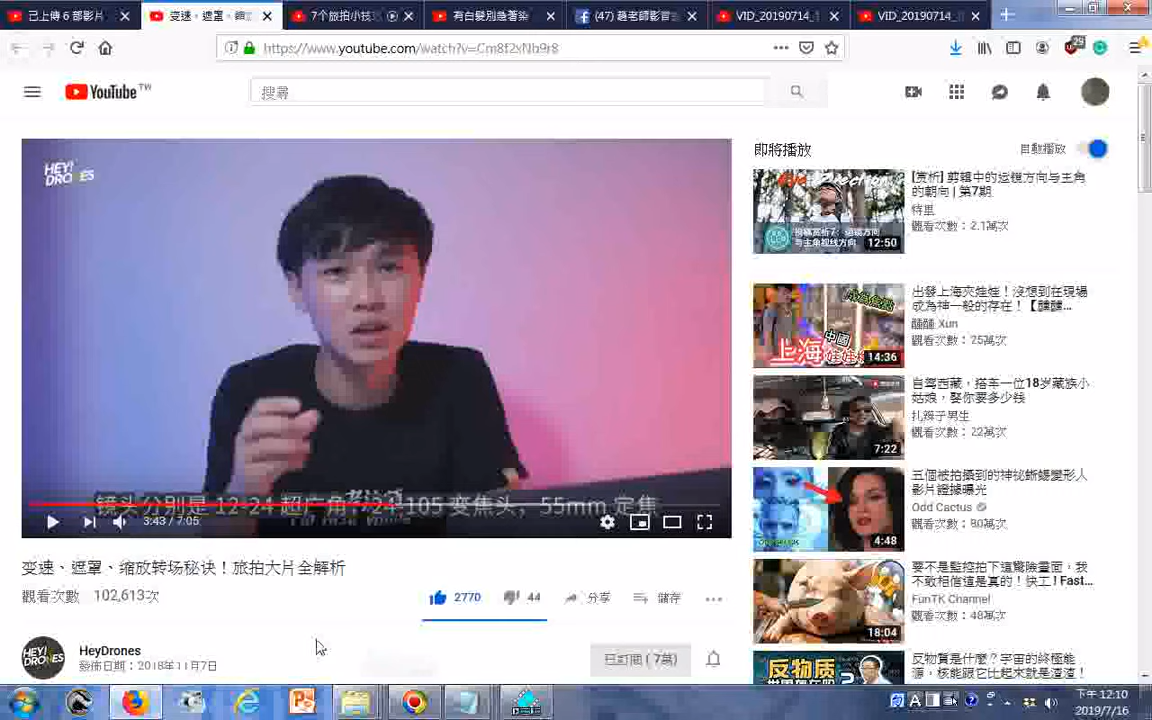 已上傳 6 部影片
变速、遮罩、缩
7个旅拍小技
有白髮別急著染
(47) 趙老師影音
VID_20190714_
VID_20190714_
https://www.youtube.com/watch?v=Cm8f2xNb9r8
29
YouTube TW
搜尋
HEY! DRONES
镜头分别是 12-24 超广角，24-105 变焦头，55mm 定焦
3:43 / 7:05
变速、遮罩、缩放转场秘诀！旅拍大片全解析
觀看次數：102,613次
2770
44
分享
儲存
HEY! DRONES
HeyDrones
發佈日期：2018年11月7日
已訂閱（7萬）
即將播放
自動播放
12:50
[赏析] 剪辑中的运镜方向与主角的朝向 | 第7期
特里
觀看次數：2.1萬次
上海
中國
14:36
出發上海夾娃娃！沒想到在現場成為神一般的存在！【醺醺...
醺醺 Xun
觀看次數：25萬次
7:22
自驾西藏，搭车一位18岁藏族小姑娘，娶你要多少钱
扎辫子男生
觀看次數：22萬次
4:48
五個被拍攝到的神祕蜥蜴變形人影片證據曝光
Odd Cactus
觀看次數：80萬次
18:04
要不是監控拍下這驚險畫面，我不敢相信這是真的！快工! Fast...
FunTK Channel
觀看次數：48萬次
反物质
是什么?
反物質是什麼？宇宙的終極能源，核能跟它比起來就是渣渣！
下午 12:10
2019/7/16